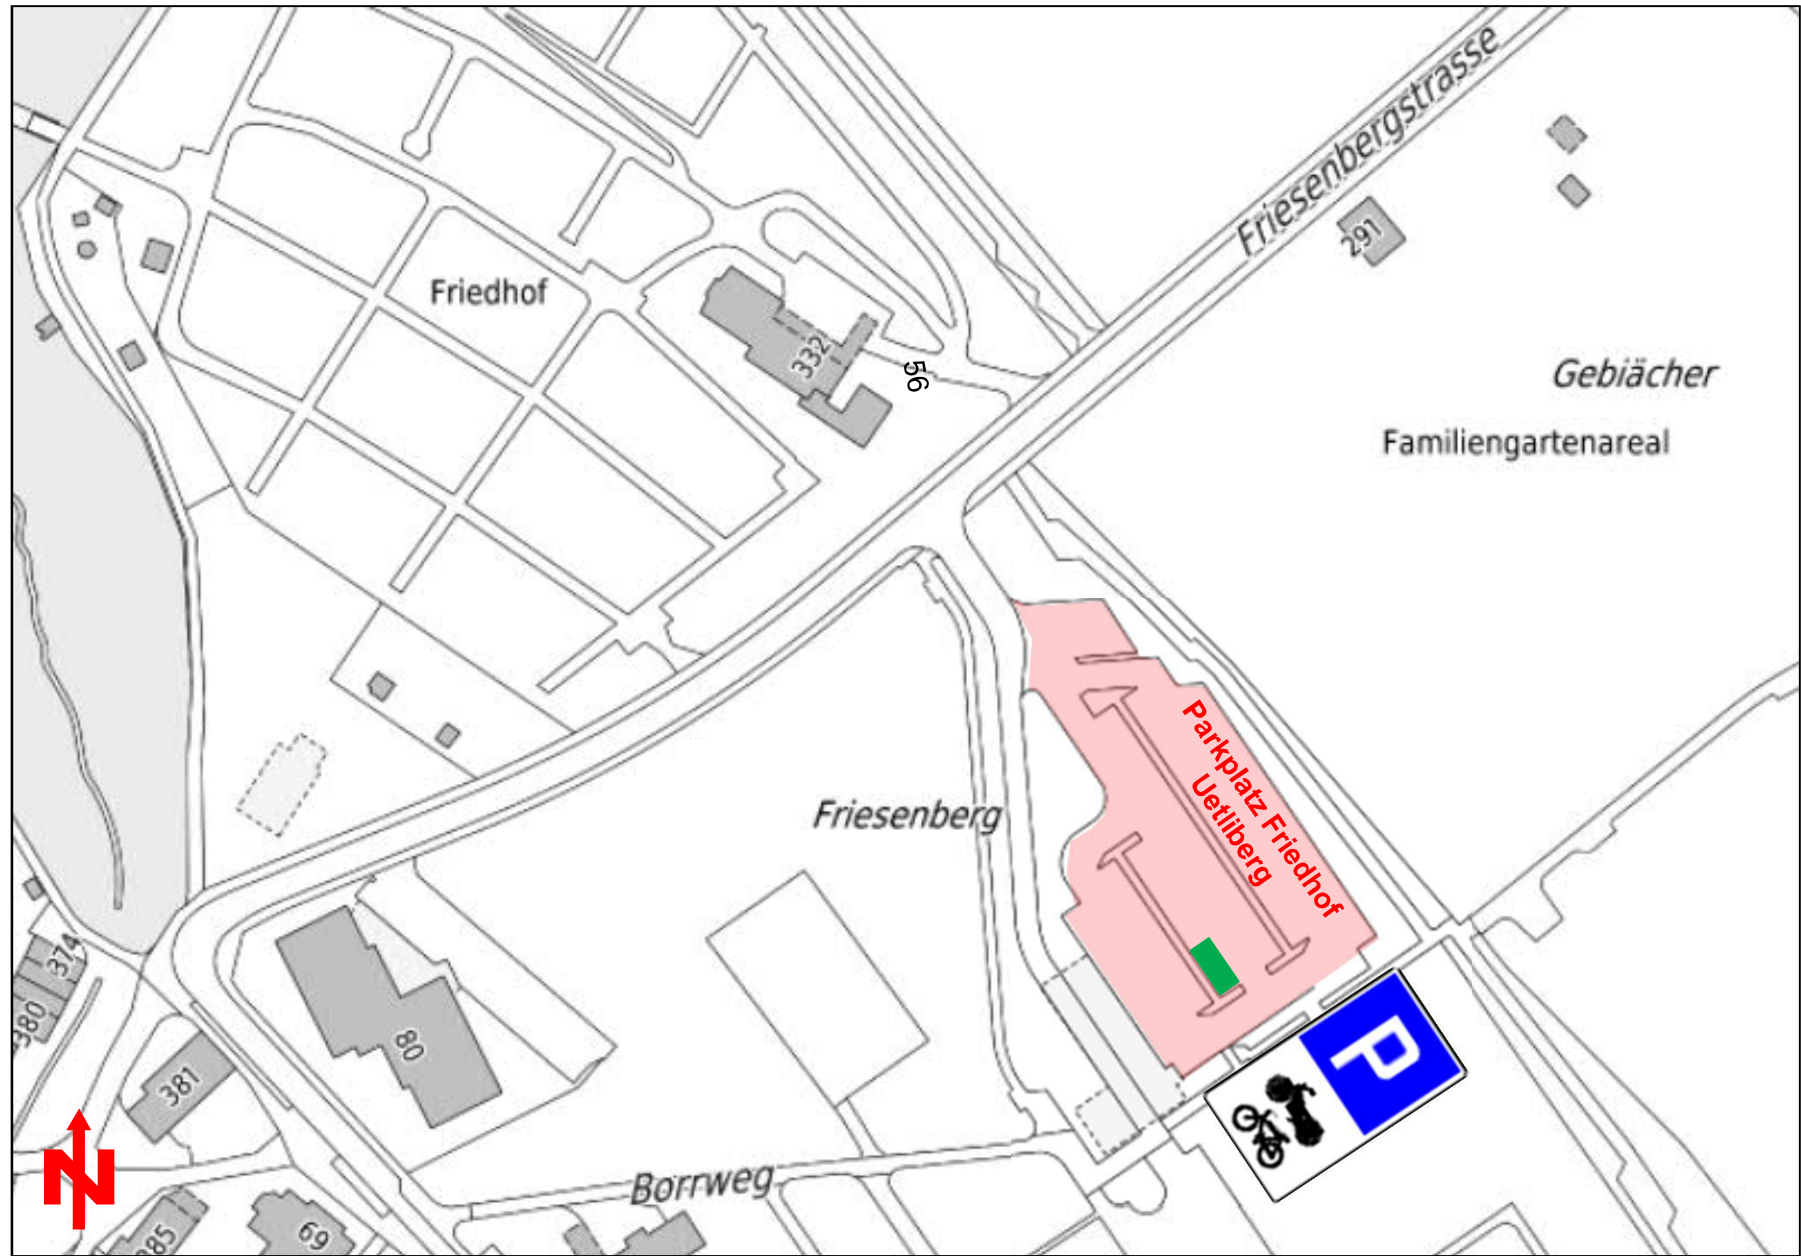 Friesenbergstrasse
291
Friedhof
332
56
Gebiächer
Familiengartenareal
Parkplatz Friedhof
Uetliberg
Friesenberg
374
380
80
381
P
Borrweg
N
385
69